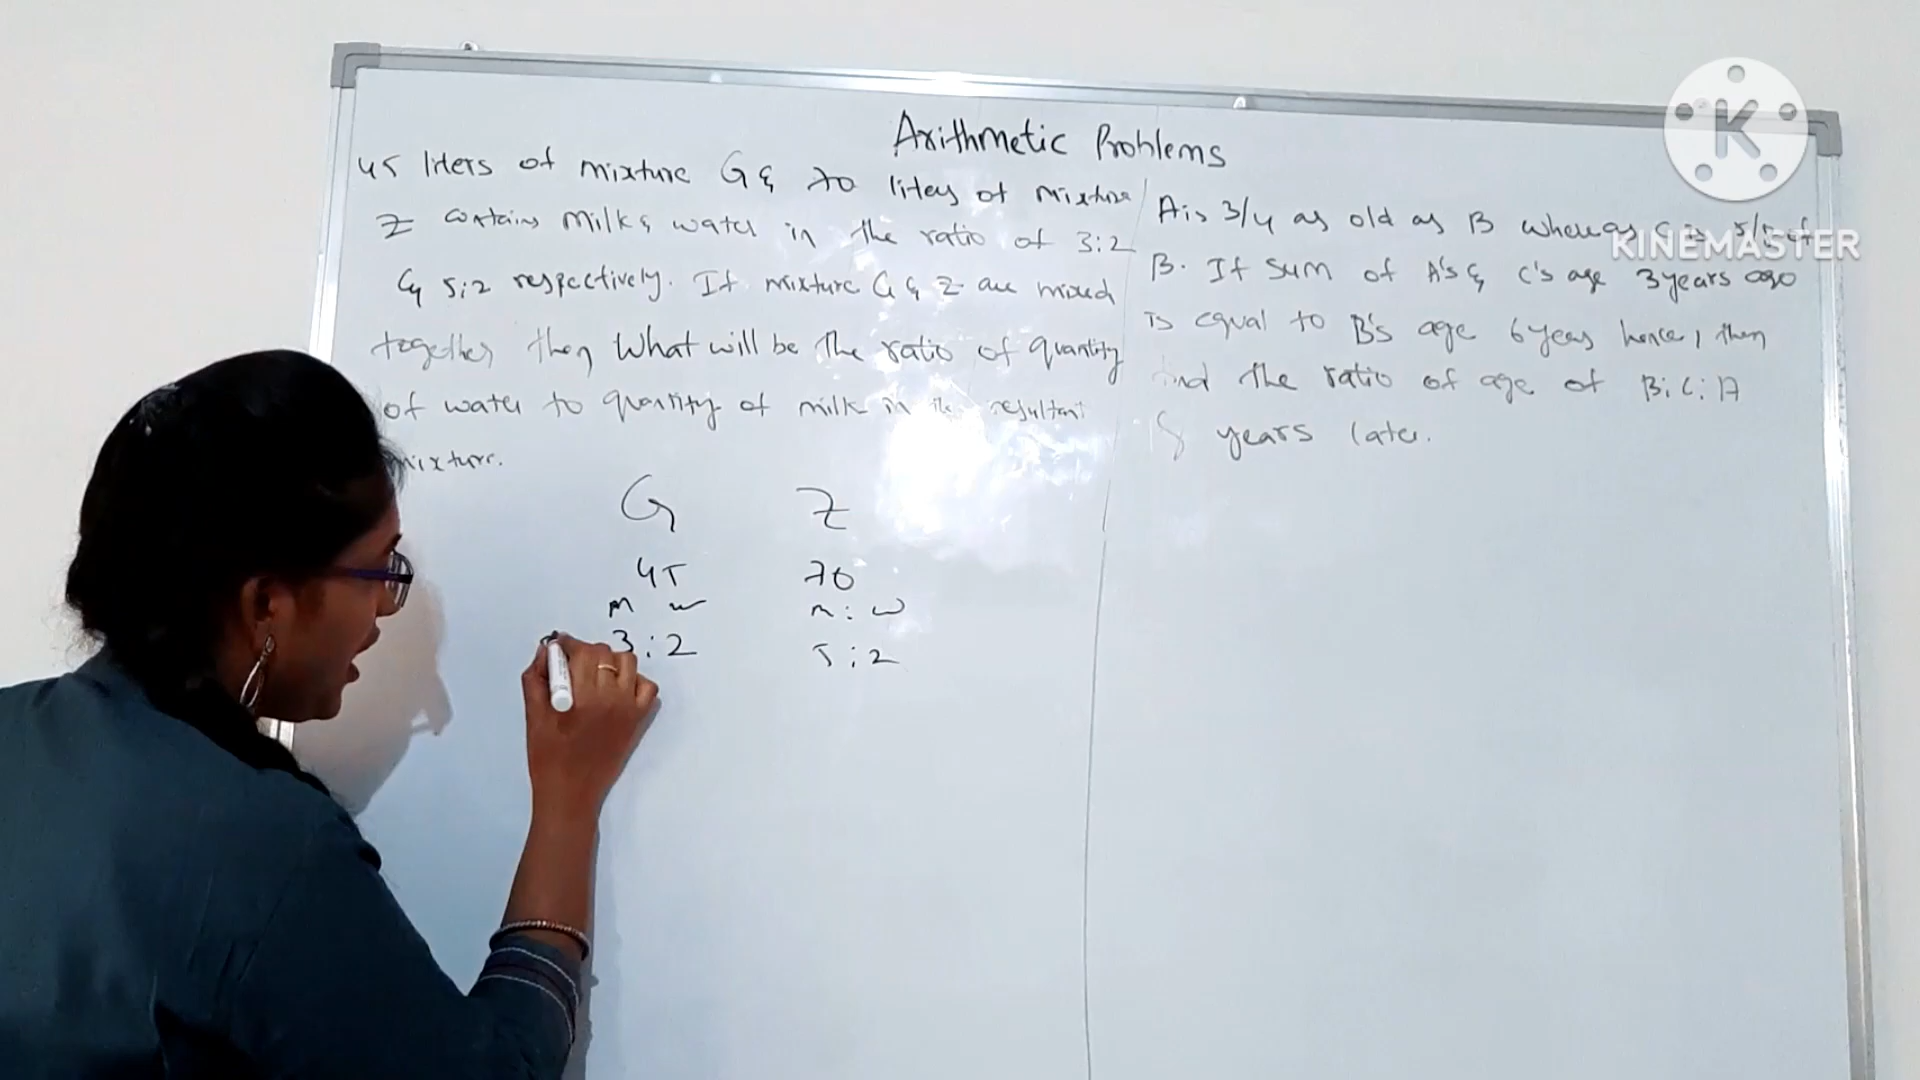 Arithmetic Problems
45 liters of mixture G & 70 liters of mixture
Z contains milk & water in the ratio of 3:2
& 5:2 respectively. If mixture G & Z are mixed
together then What will be the ratio of quantity
of water to quantity of milk in the resultant
mixture.
G Z
45 70
m w m : w
3 : 2 5 : 2
A is 3/4 as old as B whereas C is of
B. If sum of A's & C's age 3 years ago
is equal to B's age 6 years hence, then
find the ratio of age of B : C : A
years later.
K
KINEMASTER